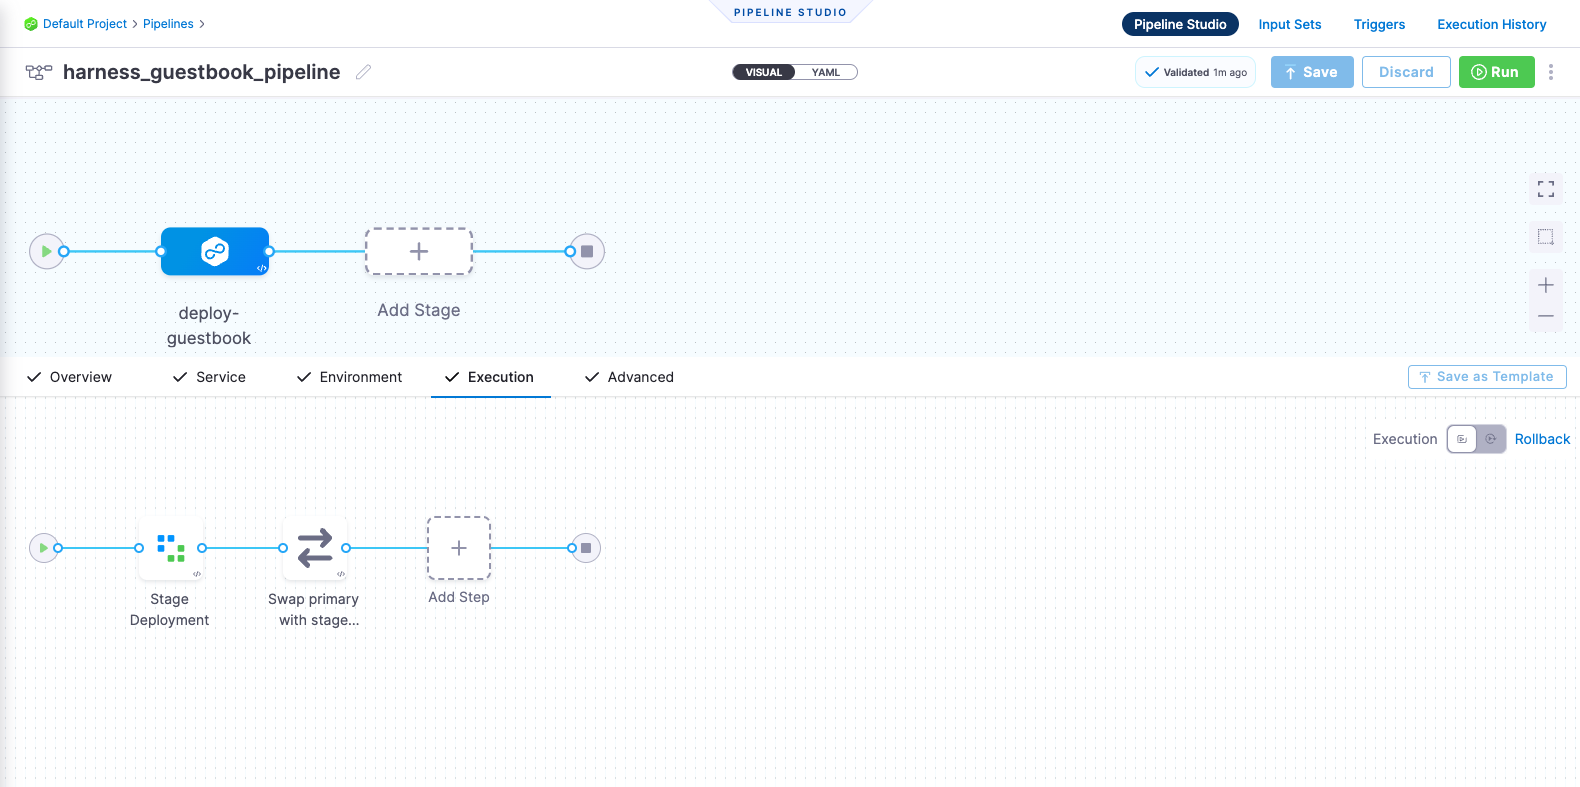 PIPELINE STUDIO
Default Project > Pipelines >
Pipeline Studio Input Sets Triggers Execution History
harness_guestbook_pipeline
VISUAL YAML
Validated 1m ago
Save
Discard
Run
deploy-
guestbook
Add Stage
Overview Service Environment Execution Advanced
Save as Template
Execution Rollback
</>
Stage
Deployment
Swap primary
with stage...
Add Step